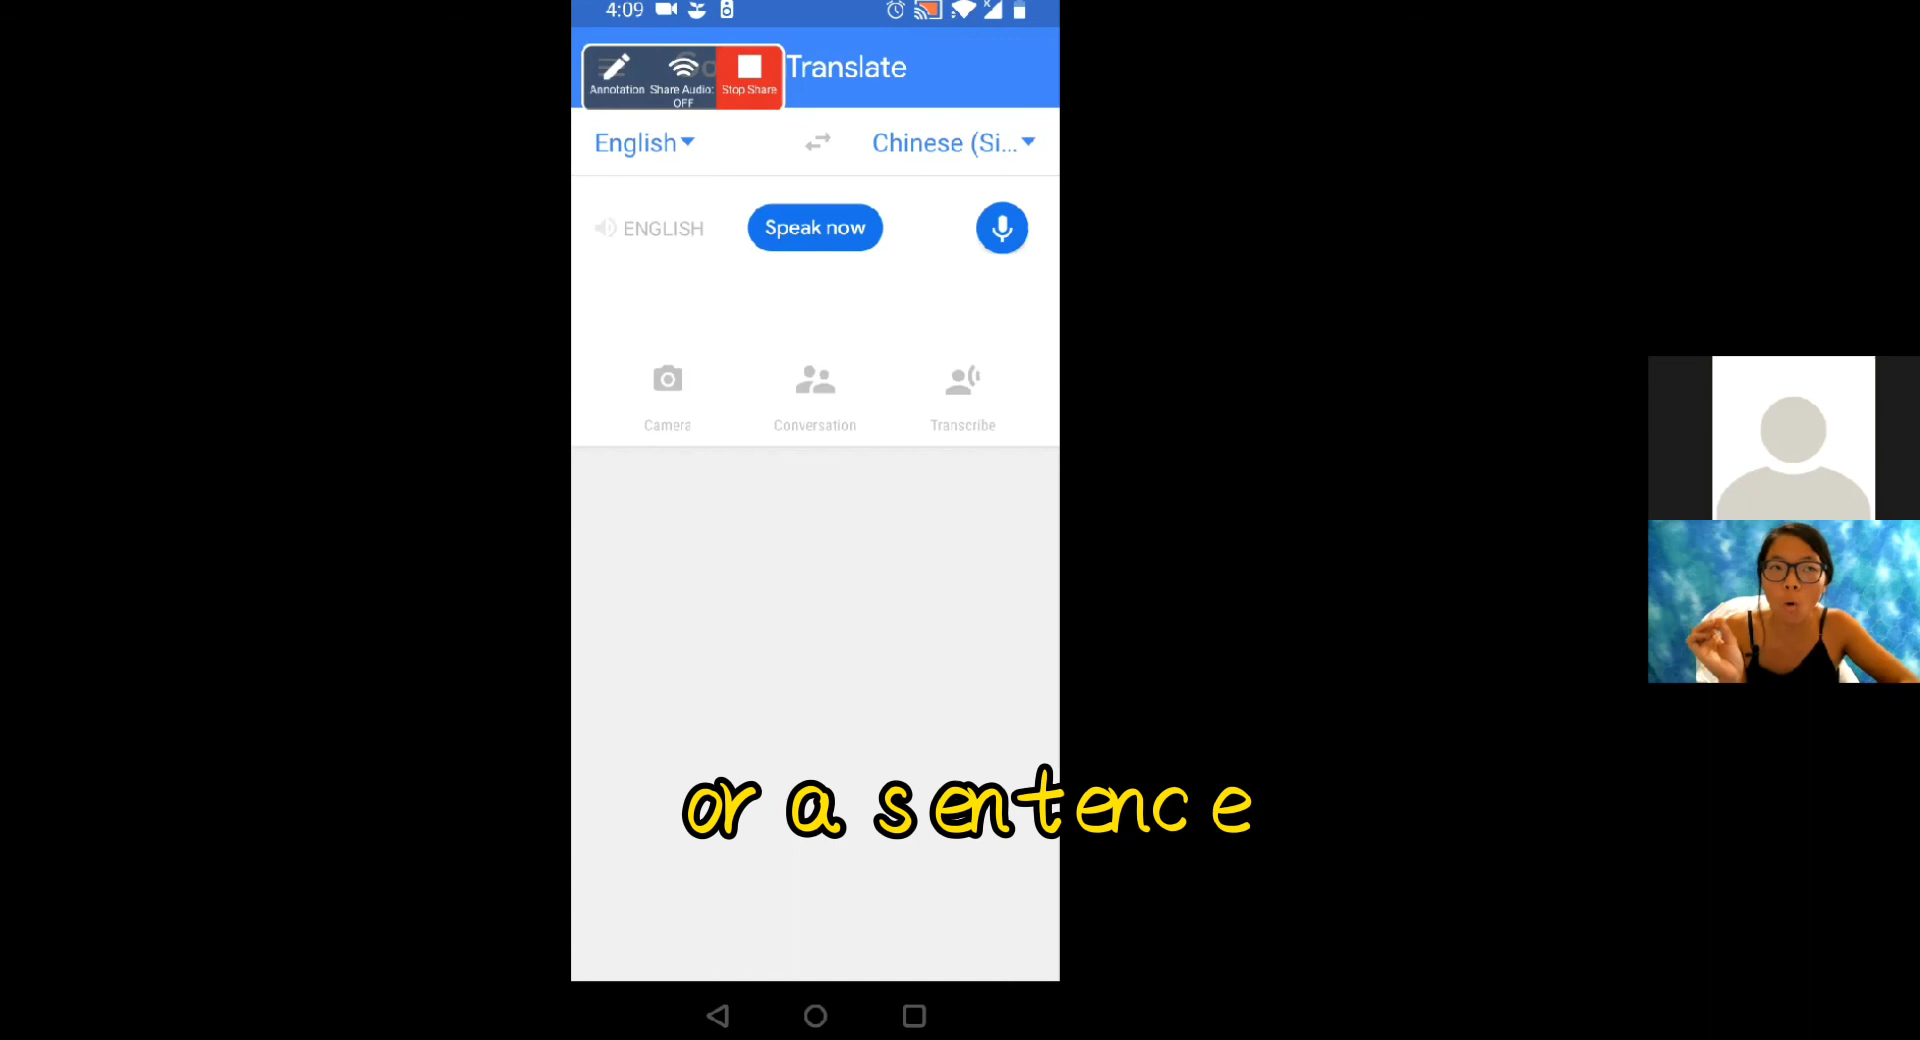 4:09
Translate
Annotation
Share Audio:
OFF
Stop Share
English
Chinese (Si...
ENGLISH
Speak now
Camera
Conversation
Transcribe
or a sentence